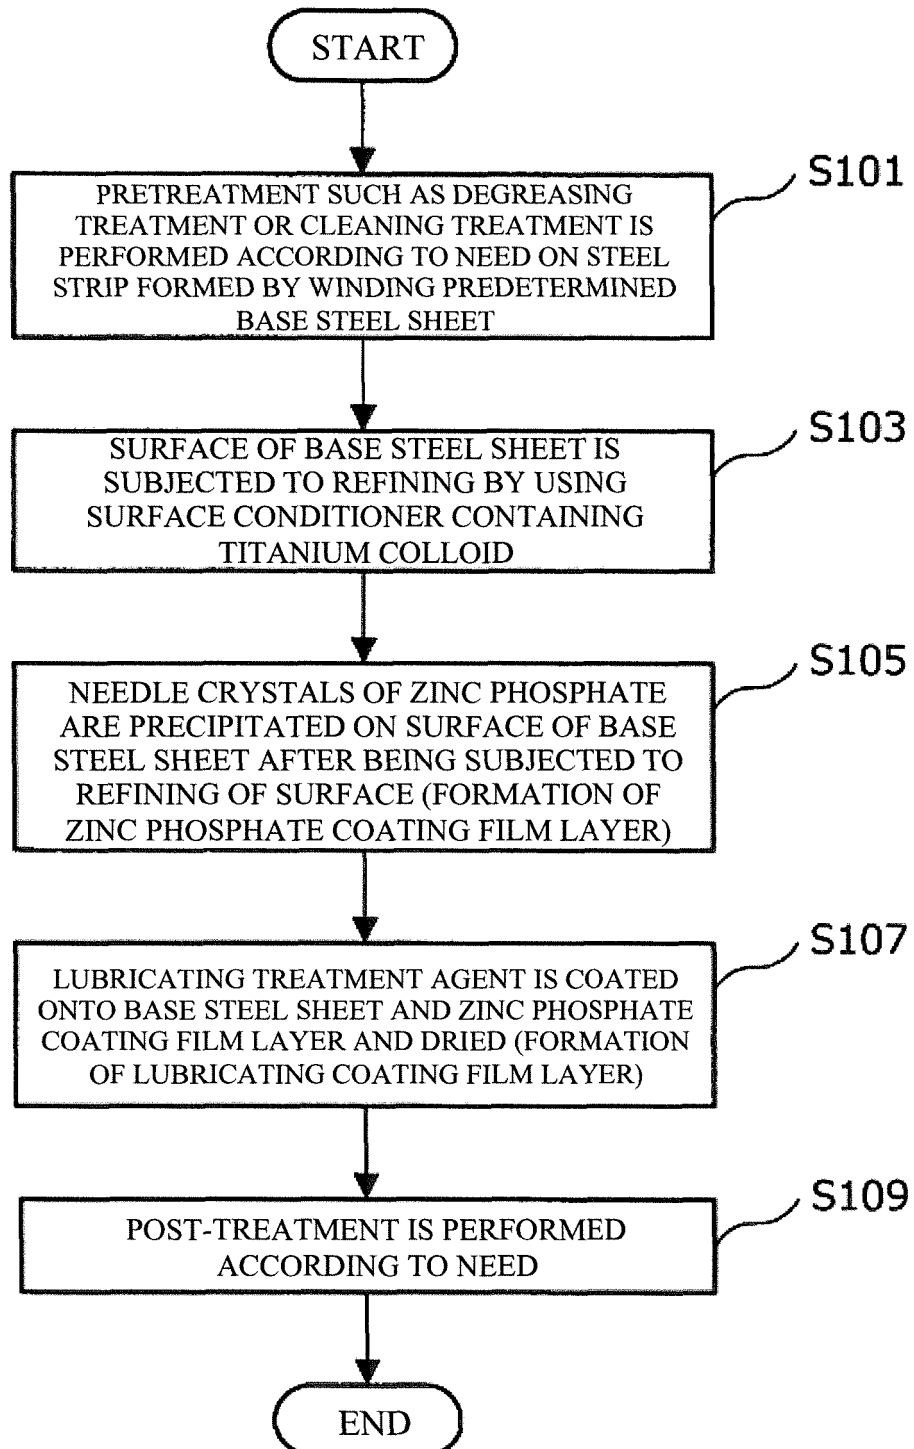 START
S101
PRETREATMENT SUCH AS DEGREASING
TREATMENT OR CLEANING TREATMENT IS
PERFORMED ACCORDING TO NEED ON STEEL
STRIP FORMED BY WINDING PREDETERMINED
BASE STEEL SHEET
S103
SURFACE OF BASE STEEL SHEET IS
SUBJECTED TO REFINING BY USING
SURFACE CONDITIONER CONTAINING
TITANIUM COLLOID
S105
NEEDLE CRYSTALS OF ZINC PHOSPHATE
ARE PRECIPITATED ON SURFACE OF BASE
STEEL SHEET AFTER BEING SUBJECTED TO
REFINING OF SURFACE (FORMATION OF
ZINC PHOSPHATE COATING FILM LAYER)
S107
LUBRICATING TREATMENT AGENT IS COATED
ONTO BASE STEEL SHEET AND ZINC PHOSPHATE
COATING FILM LAYER AND DRIED (FORMATION
OF LUBRICATING COATING FILM LAYER)
S109
POST-TREATMENT IS PERFORMED
ACCORDING TO NEED
END